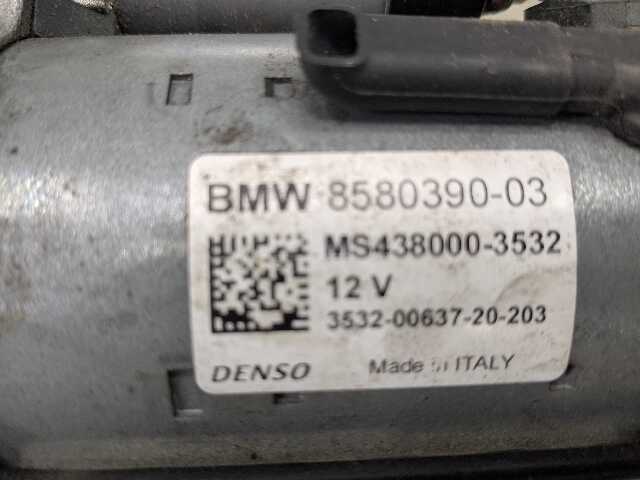 BMW 8580390-03
MS438000-3532
12 V
3532-00637-20-203
DENSO Made in ITALY